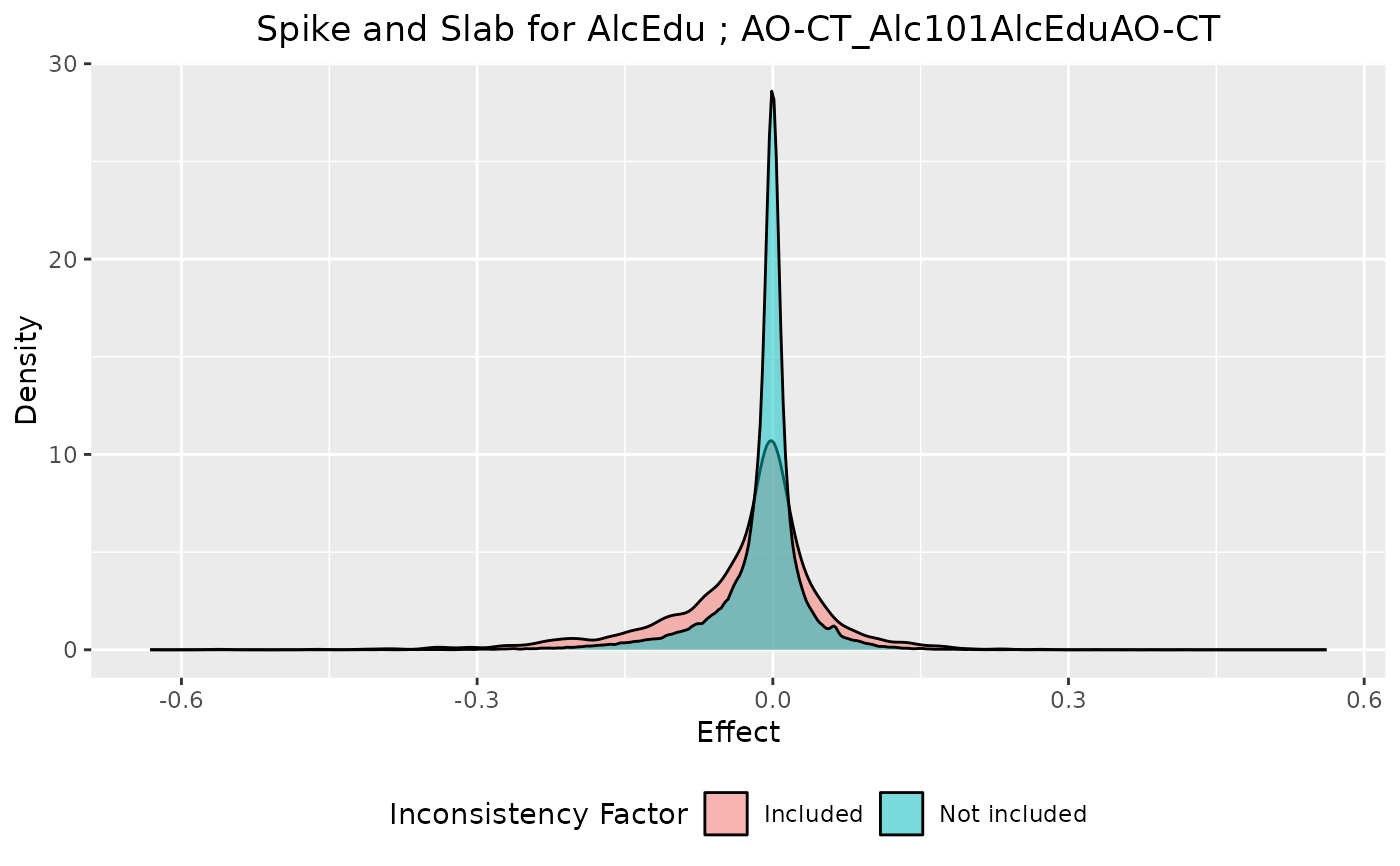 Spike and Slab for AlcEdu ; AO-CT_Alc101AlcEduAO-CT
30
20
10
0
Density
-0.6 -0.3 0.0 0.3 0.6
Effect
Inconsistency Factor Included Not included